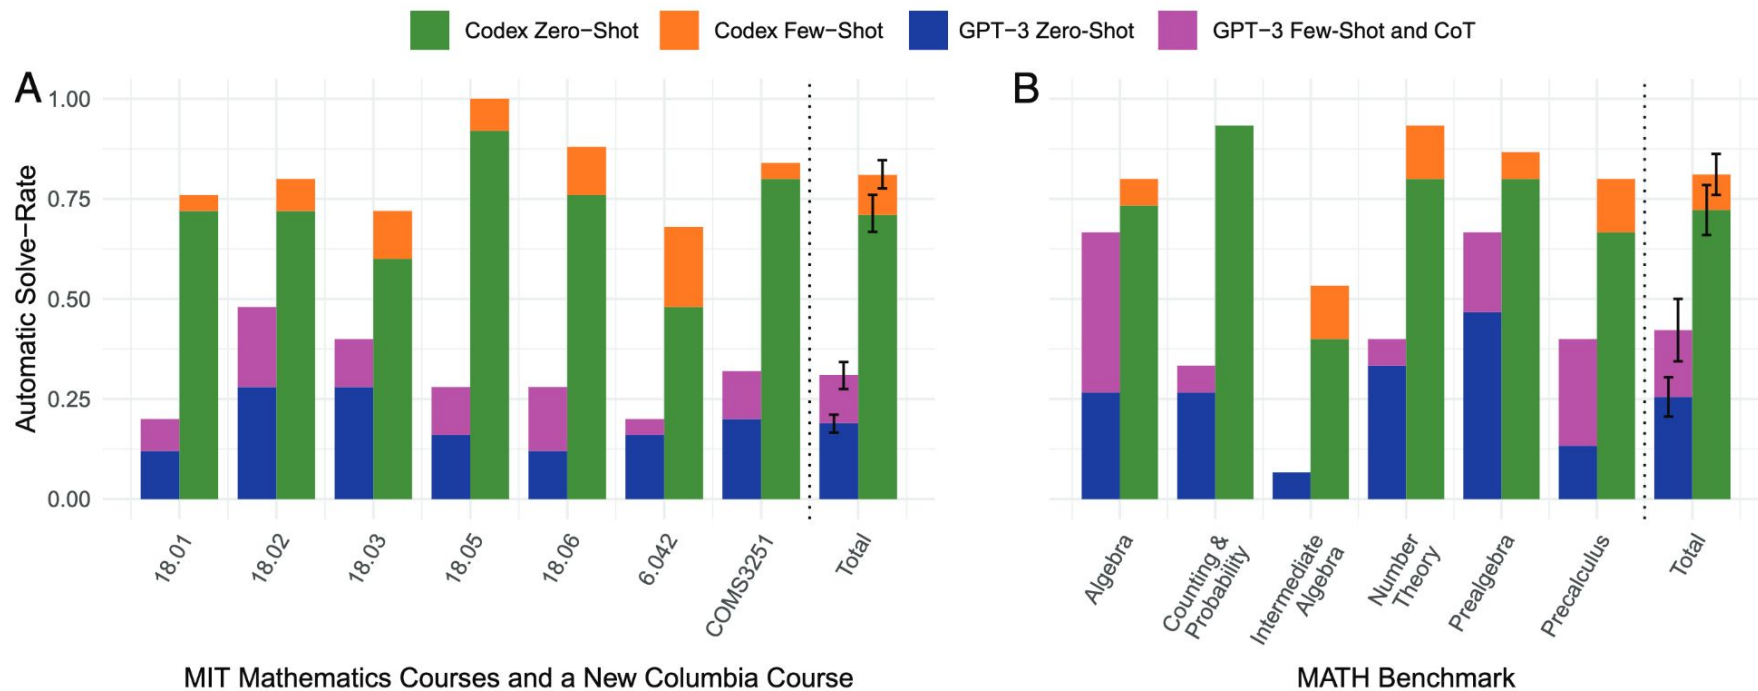 Codex Zero−Shot Codex Few−Shot GPT−3 Zero-Shot GPT−3 Few-Shot and CoT
A
Automatic Solve−Rate
1.00
0.75
0.50
0.25
0.00
18.01
18.02
18.03
18.05
18.06
6.042
COMS3251
Total
MIT Mathematics Courses and a New Columbia Course
B
Algebra
Counting &
Probability
Intermediate
Algebra
Number
Theory
Prealgebra
Precalculus
Total
MATH Benchmark